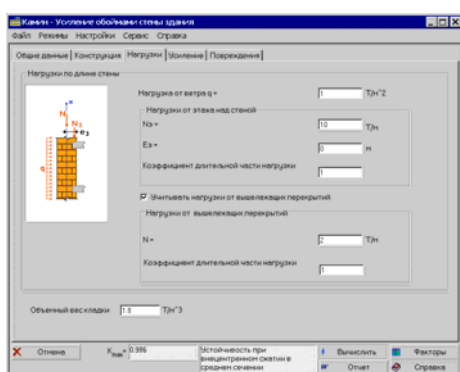 Камин - Усиление обоймами стены здания
Файл Режимы Настройки Сервис Справка
Общие данные Конструкция Нагрузки Усиление Повреждения
Нагрузки по длине стены
Нагрузка от ветра q = 1 Т/м^2
Нагрузки от этажа над стеной
Nэ = 10 Т/м
Eэ = 0 м
Коэффициент длительной части нагрузки 1
Учитывать нагрузки от вышележащих перекрытий
Нагрузки от вышележащих перекрытий
N = 2 Т/м
Коэффициент длительной части нагрузки 1
Объемный вес кладки 1.8 Т/м^3
Отмена Kmax= 0.986 Устойчивость при внецентренном сжатии в среднем сечении Вычислить Факторы
Отчет Справка